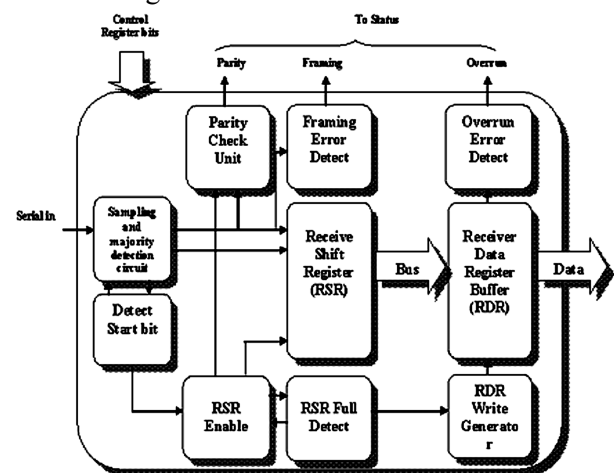 Control
Register bits
To Status
Parity
Framing
Overrun
Parity
Check
Unit
Framing
Error
Detect
Overrun
Error
Detect
Serial in
Sampling
and
majority
detection
circuit
Receive
Shift
Register
(RSR)
Bus
Receiver
Data
Register
Buffer
(RDR)
Data
Detect
Start bit
RSR
Enable
RSR Full
Detect
RDR
Write
Generato
r